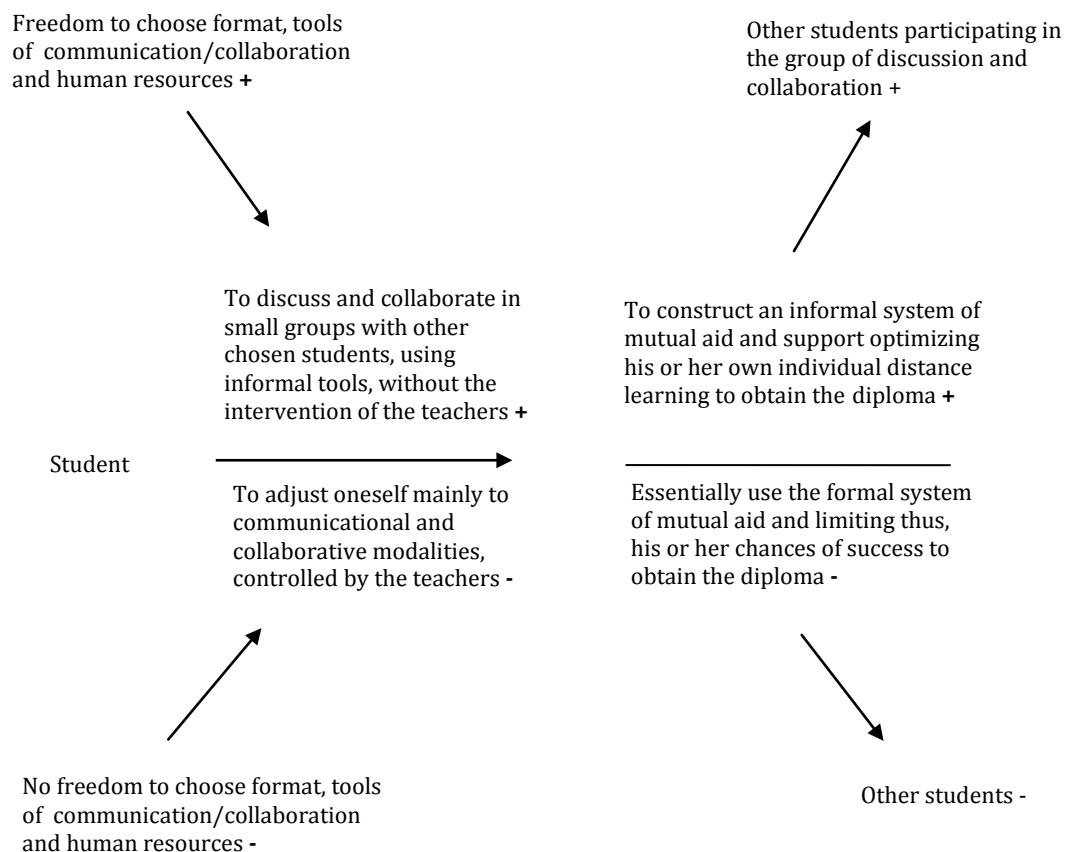 Freedom to choose format, tools
of communication/collaboration
and human resources +
Other students participating in
the group of discussion and
collaboration +
To discuss and collaborate in
small groups with other
chosen students, using
informal tools, without the
intervention of the teachers +
To construct an informal system of
mutual aid and support optimizing
his or her own individual distance
learning to obtain the diploma +
Student
To adjust oneself mainly to
communicational and
collaborative modalities,
controlled by the teachers -
Essentially use the formal system
of mutual aid and limiting thus,
his or her chances of success to
obtain the diploma -
No freedom to choose format, tools
of communication/collaboration
and human resources -
Other students -